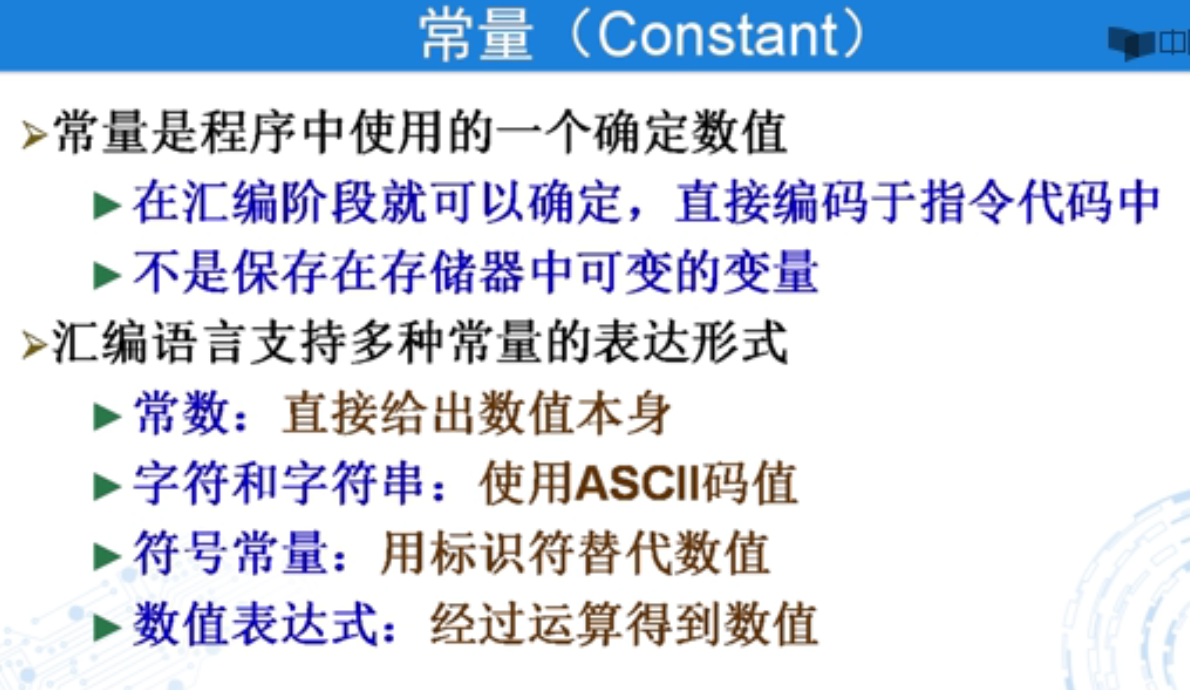 常量（Constant）
中
➢常量是程序中使用的一个确定数值
▶在汇编阶段就可以确定，直接编码于指令代码中
▶不是保存在存储器中可变的变量
➢汇编语言支持多种常量的表达形式
▶常数：直接给出数值本身
▶字符和字符串：使用ASCII码值
▶符号常量：用标识符替代数值
▶数值表达式：经过运算得到数值